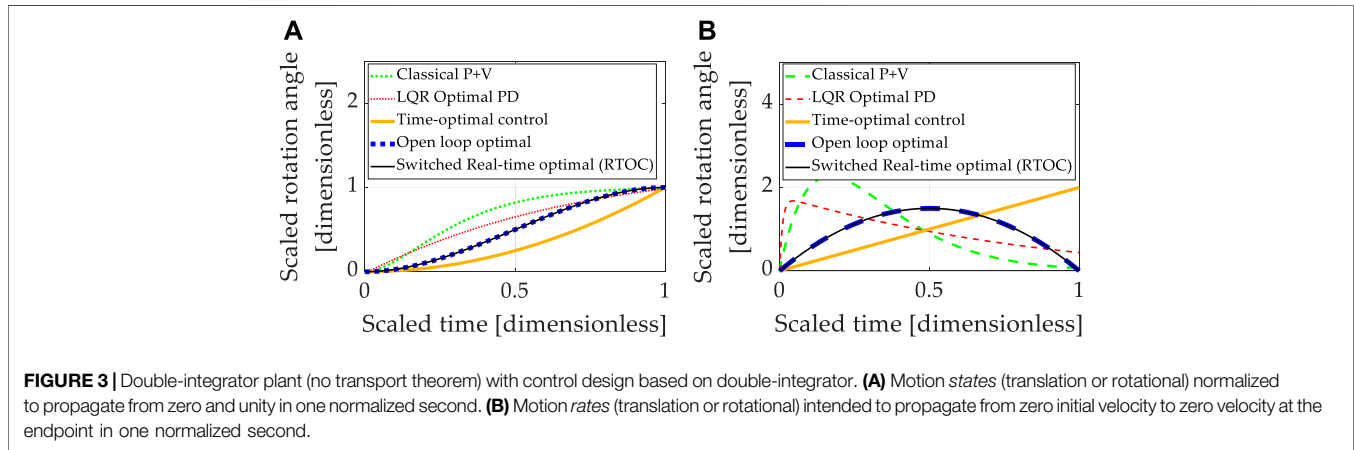 A
Scaled rotation angle
[dimensionless]
2
1
0
Classical P+V
LQR Optimal PD
Time-optimal control
Open loop optimal
Switched Real-time optimal (RTOC)
0
0.5
1
Scaled time [dimensionless]
B
Scaled rotation angle
[dimensionless]
4
2
0
Classical P+V
LQR Optimal PD
Time-optimal control
Open loop optimal
Switched Real-time optimal (RTOC)
0
0.5
1
Scaled time [dimensionless]
FIGURE 3 | Double-integrator plant (no transport theorem) with control design based on double-integrator. (A) Motion states (translation or rotational) normalized
to propagate from zero and unity in one normalized second. (B) Motion rates (translation or rotational) intended to propagate from zero initial velocity to zero velocity at the
endpoint in one normalized second.